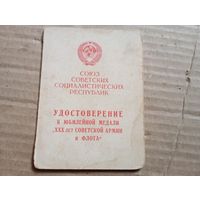 СОЮЗ
СОВЕТСКИХ
СОЦИАЛИСТИЧЕСКИХ
РЕСПУБЛИК
УДОСТОВЕРЕНИЕ
К ЮБИЛЕЙНОЙ МЕДАЛИ
„XXX ЛЕТ СОВЕТСКОЙ АРМИИ
И ФЛОТА“